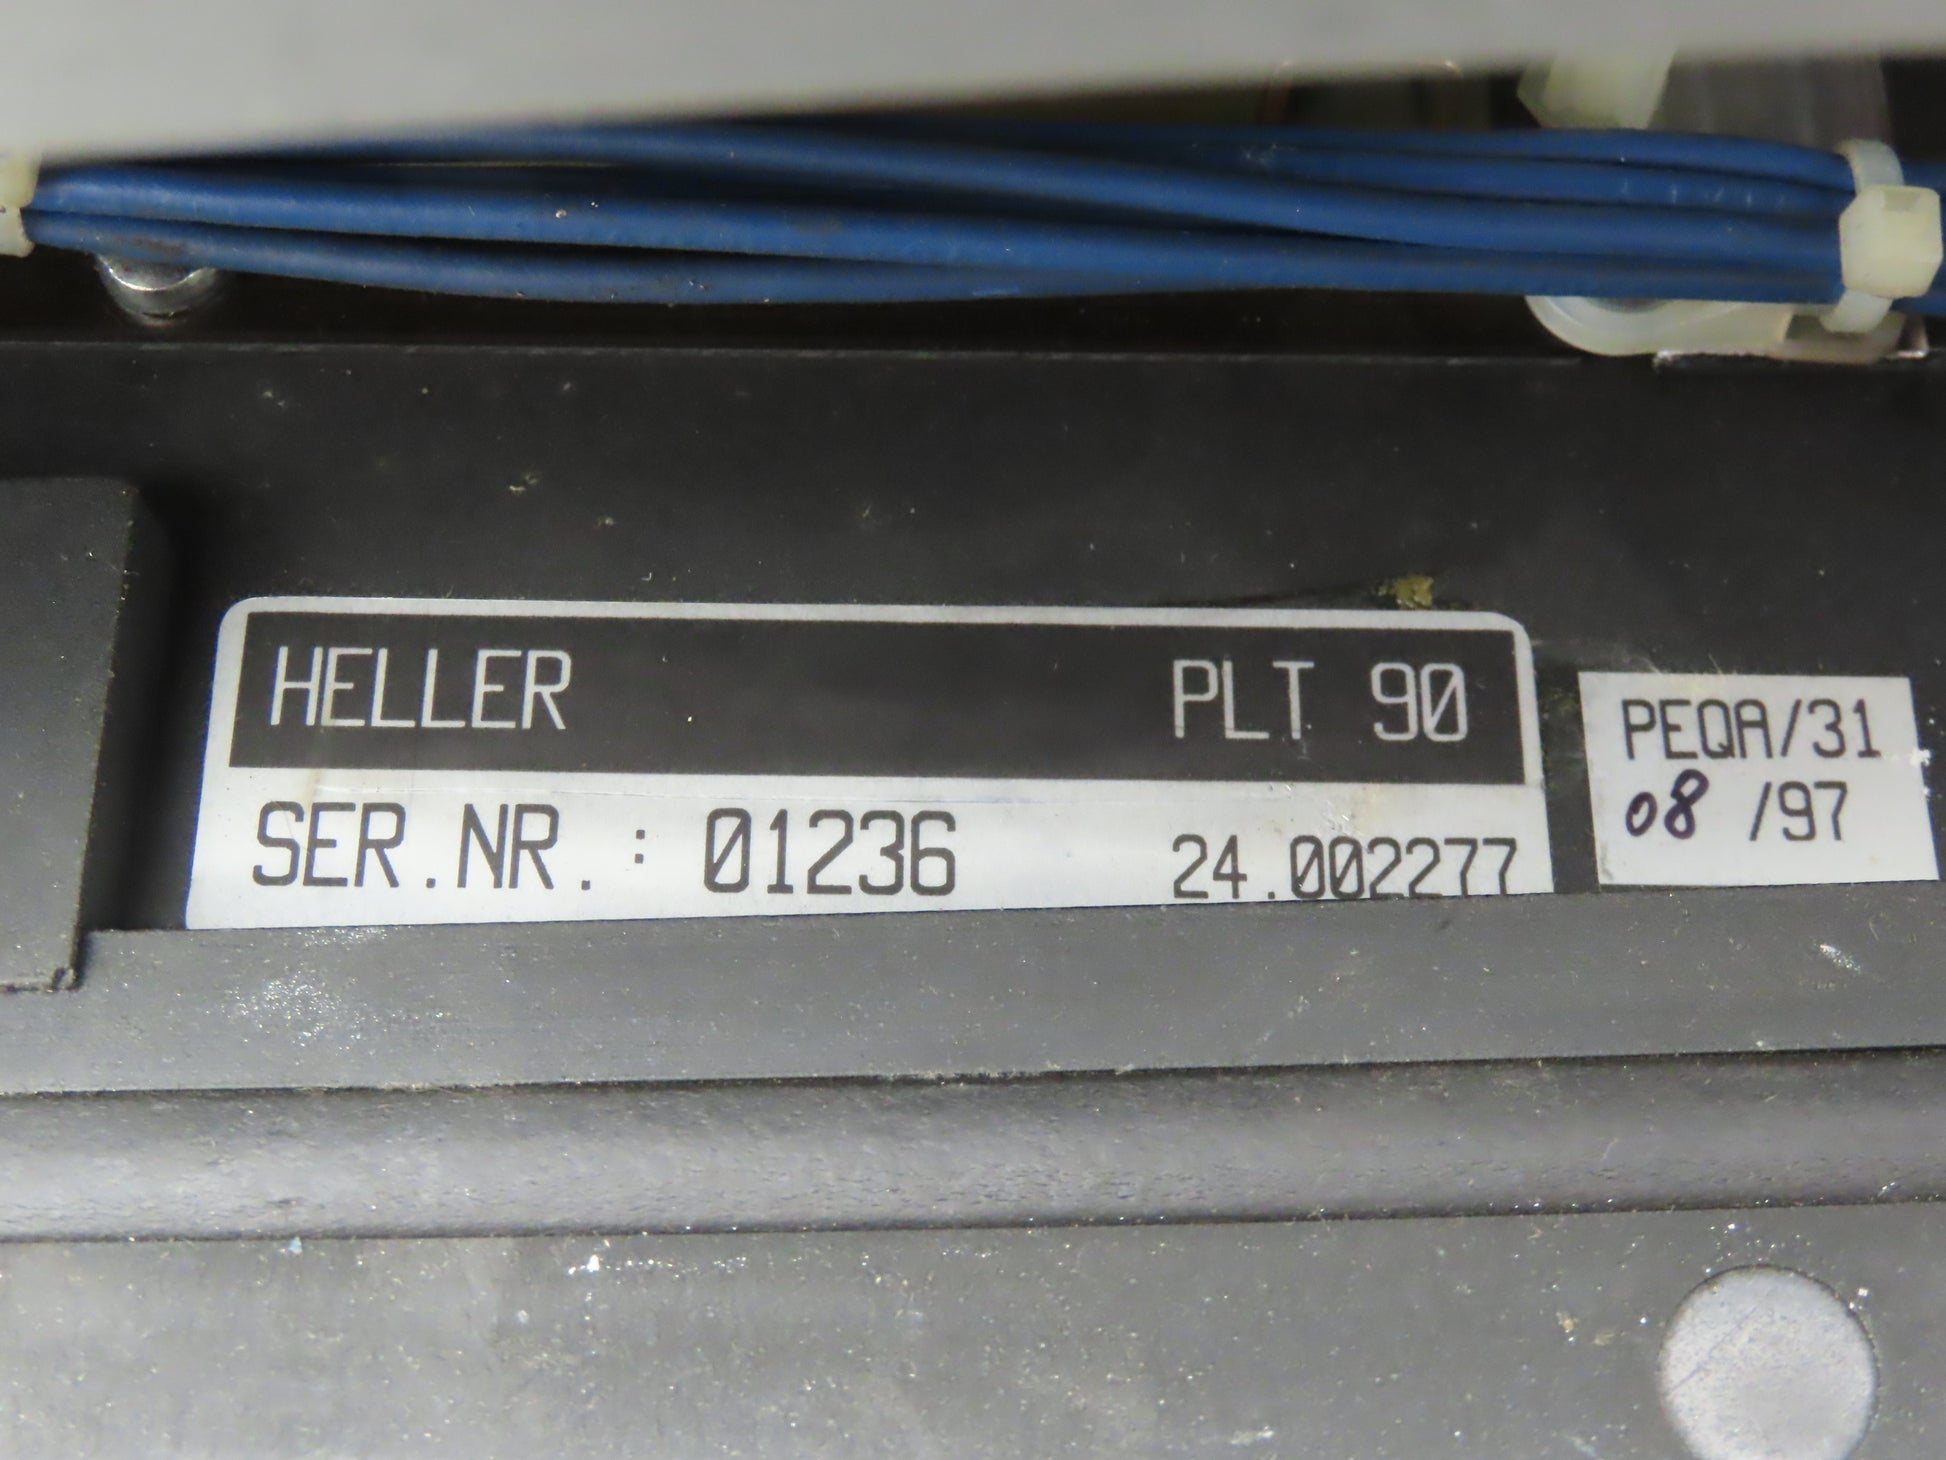 HELLER PLT 90
SER.NR.: 01236 24.002277
PEQA/31
08 /97